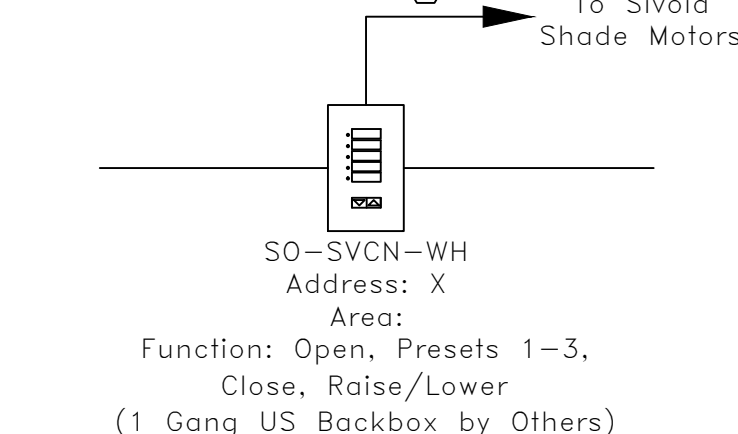 To Sivoia
Shade Motors
SO-SVCN-WH
Address: X
Area:
Function: Open, Presets 1-3,
Close, Raise/Lower
(1 Gang US Backbox by Others)